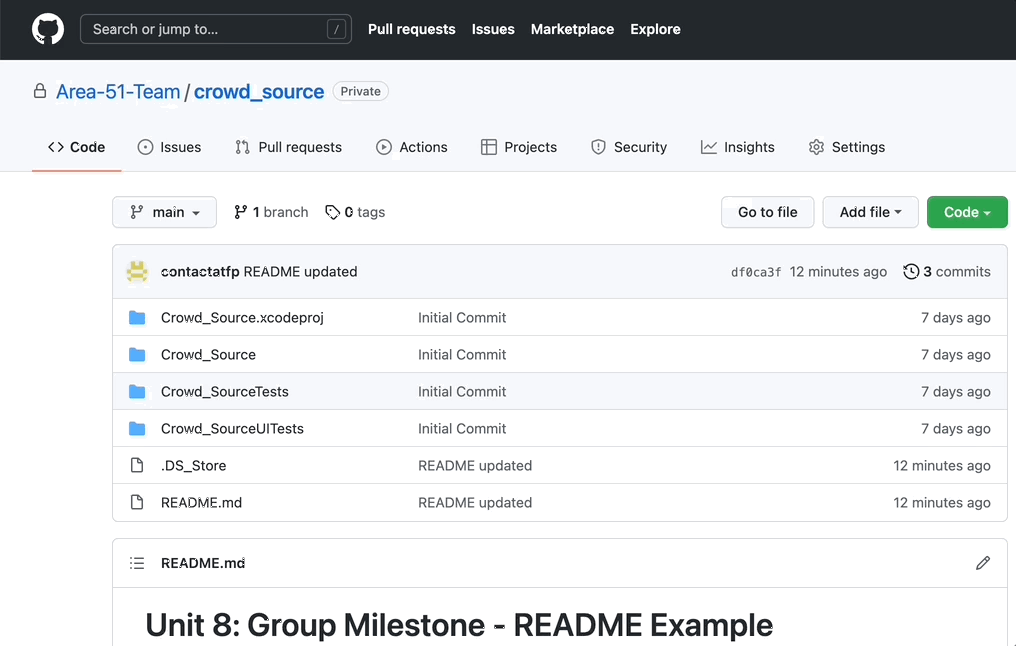 Search or jump to... / Pull requests Issues Marketplace Explore
Area-51-Team / crowd_source Private
Code Issues Pull requests Actions Projects Security Insights Settings
main 1 branch 0 tags Go to file Add file Code
contactatfp README updated df0ca3f 12 minutes ago 3 commits
Crowd_Source.xcodeproj Initial Commit 7 days ago
Crowd_Source Initial Commit 7 days ago
Crowd_SourceTests Initial Commit 7 days ago
Crowd_SourceUITests Initial Commit 7 days ago
.DS_Store README updated 12 minutes ago
README.md README updated 12 minutes ago
README.md
Unit 8: Group Milestone - README Example